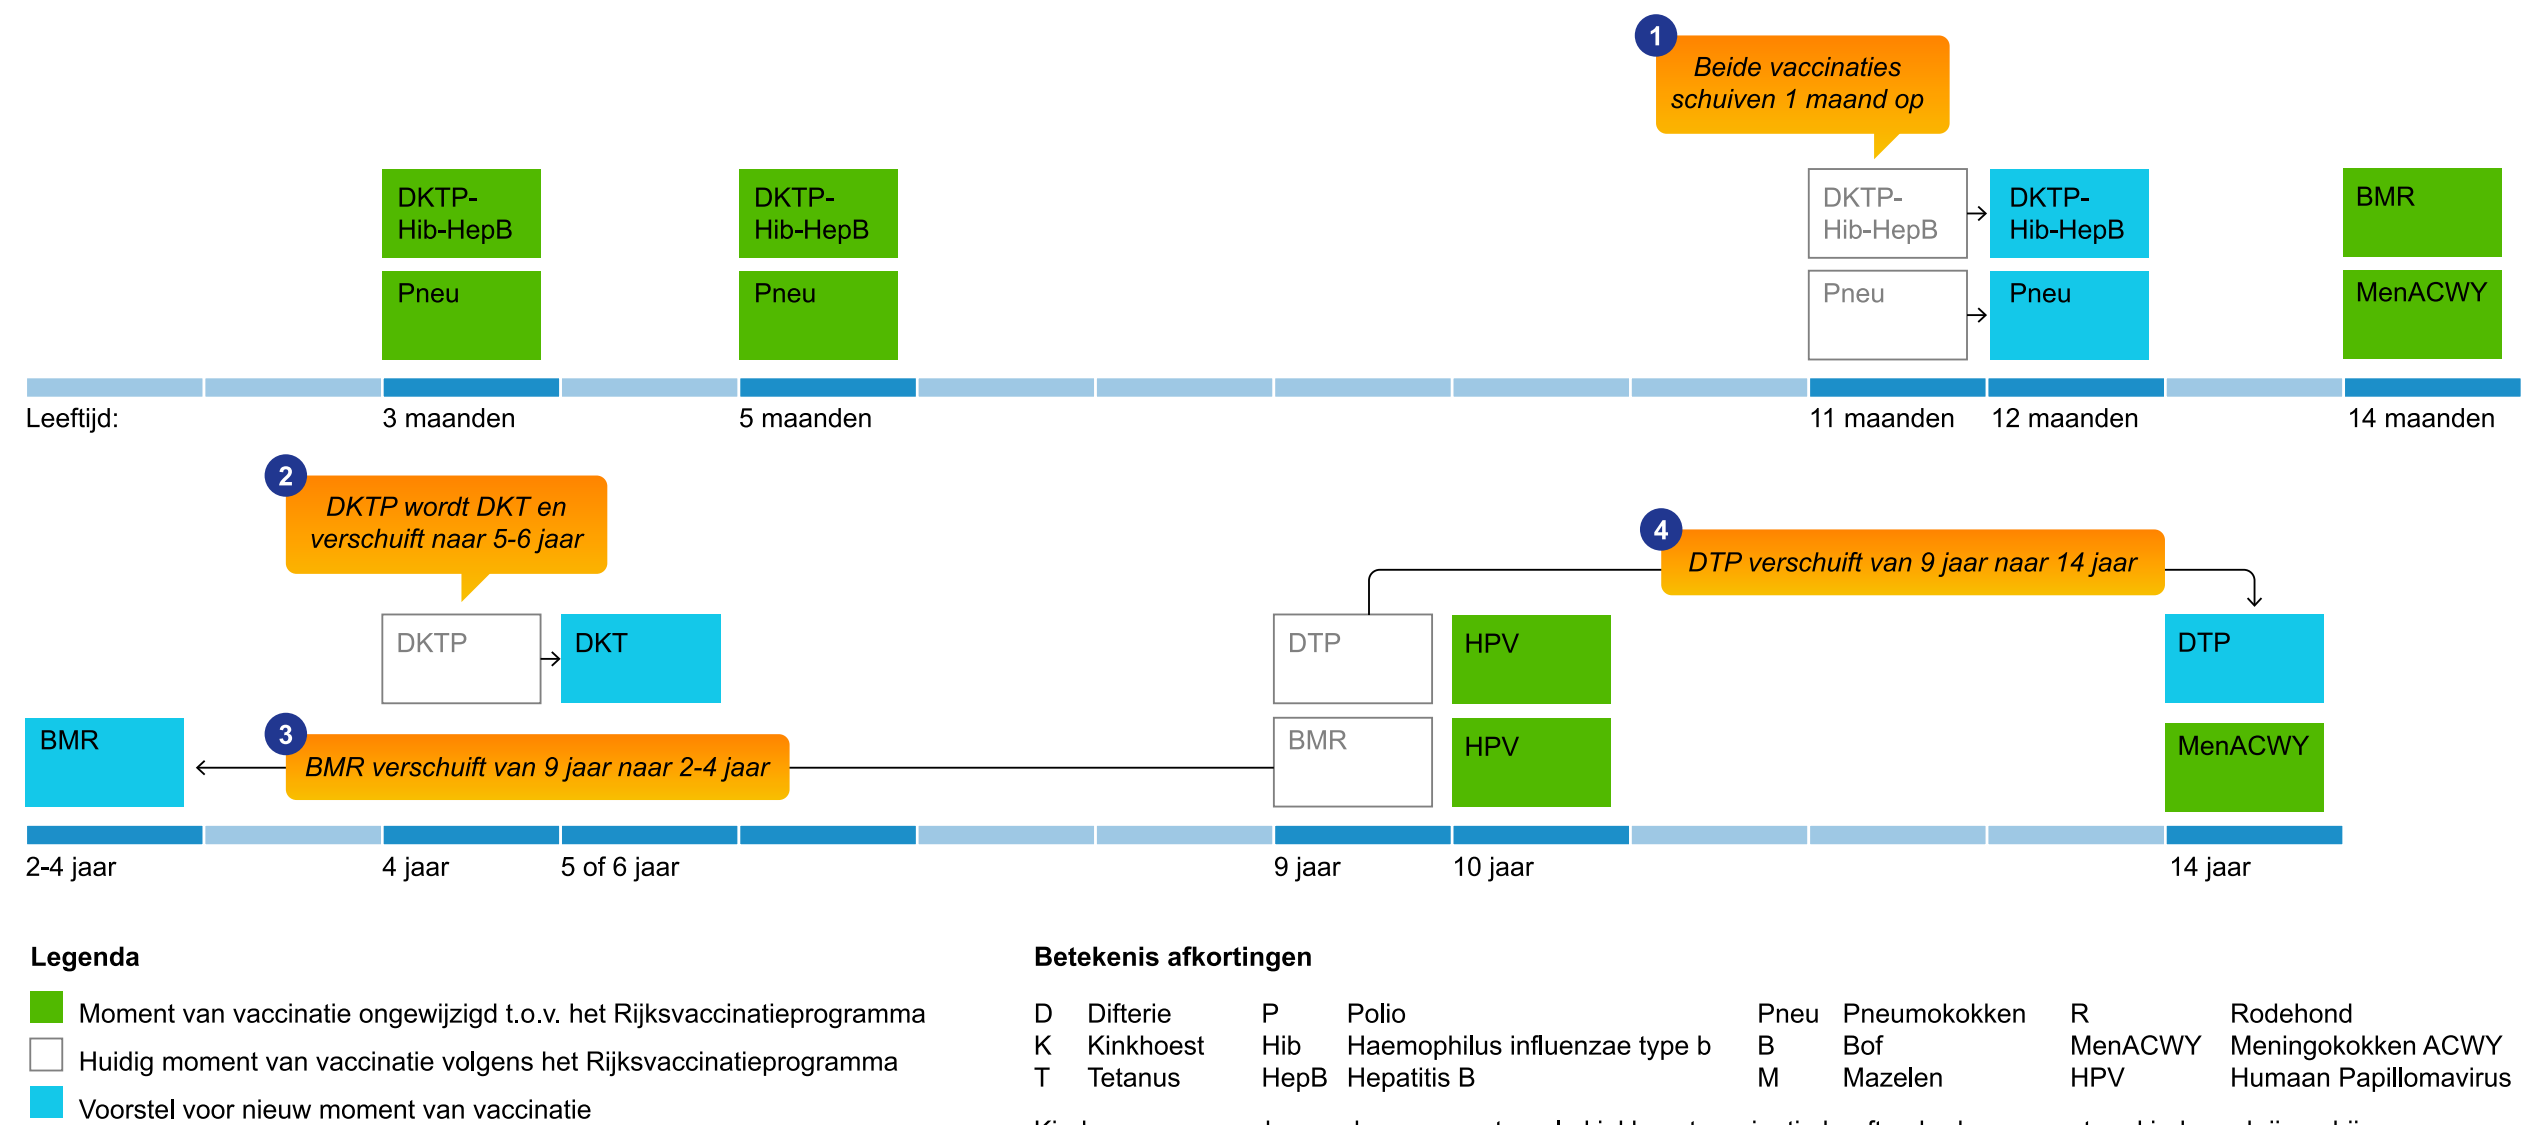 1
Beide vaccinaties
schuiven 1 maand op
DKTP-
Hib-HepB
DKTP-
Hib-HepB
DKTP-
Hib-HepB
DKTP-
Hib-HepB
BMR
Pneu
Pneu
Pneu
Pneu
MenACWY
Leeftijd:
3 maanden
5 maanden
11 maanden
12 maanden
14 maanden
2
DKTP wordt DKT en
verschuift naar 5-6 jaar
4
DTP verschuift van 9 jaar naar 14 jaar
DKTP
DKT
DTP
HPV
DTP
BMR
3
BMR verschuift van 9 jaar naar 2-4 jaar
BMR
HPV
MenACWY
2-4 jaar
4 jaar
5 of 6 jaar
9 jaar
10 jaar
14 jaar
Legenda
Moment van vaccinatie ongewijzigd t.o.v. het Rijksvaccinatieprogramma
Huidig moment van vaccinatie volgens het Rijksvaccinatieprogramma
Voorstel voor nieuw moment van vaccinatie
Betekenis afkortingen
D Difterie P Polio Pneu Pneumokokken R Rodehond
K Kinkhoest Hib Haemophilus influenzae type b B Bof MenACWY Meningokokken ACWY
T Tetanus HepB Hepatitis B M Mazelen HPV Humaan Papillomavirus